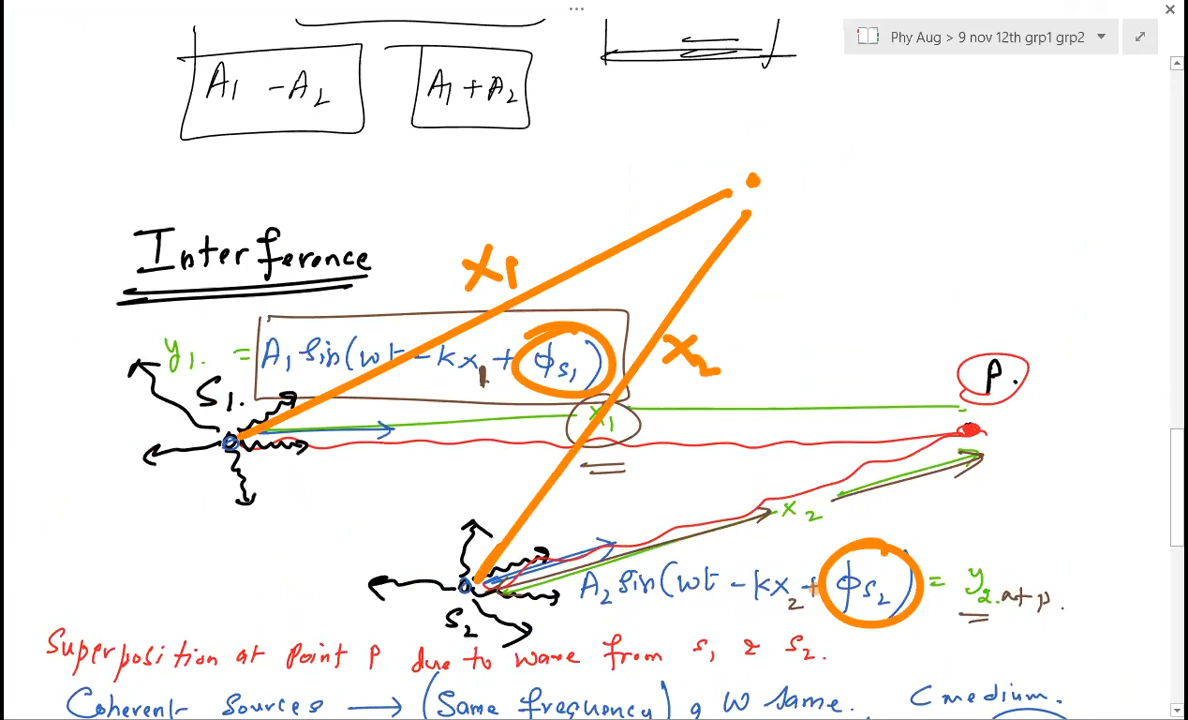 Phy Aug > 9 nov 12th grp1 grp2
A1 - A2
A1 + A2
Interference
x1
y1. = A1 sin(wt - kx1 + ϕs1)
x2
P.
S1.
x1
x2
A2 sin(wt - kx2 + ϕs2) = y2. at p.
S2
Superposition at point P due to wave from s1 & s2.
Coherent Sources → (Same frequency) g w same. C medium.